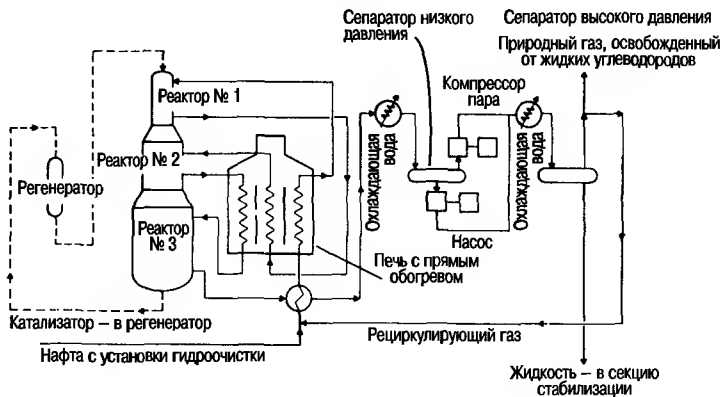 Сепаратор низкого
давления
Сепаратор высокого давления
Природный газ, освобожденный
от жидких углеводородов
Компрессор
пара
Реактор № 1
Реактор № 2
Регенератор
Реактор
№ 3
Охлаждающая
вода
Охлаждающая
вода
Насос
Печь с прямым
обогревом
Катализатор – в регенератор
Рециркулирующий газ
Нафта с установки гидроочистки
Жидкость – в секцию
стабилизации